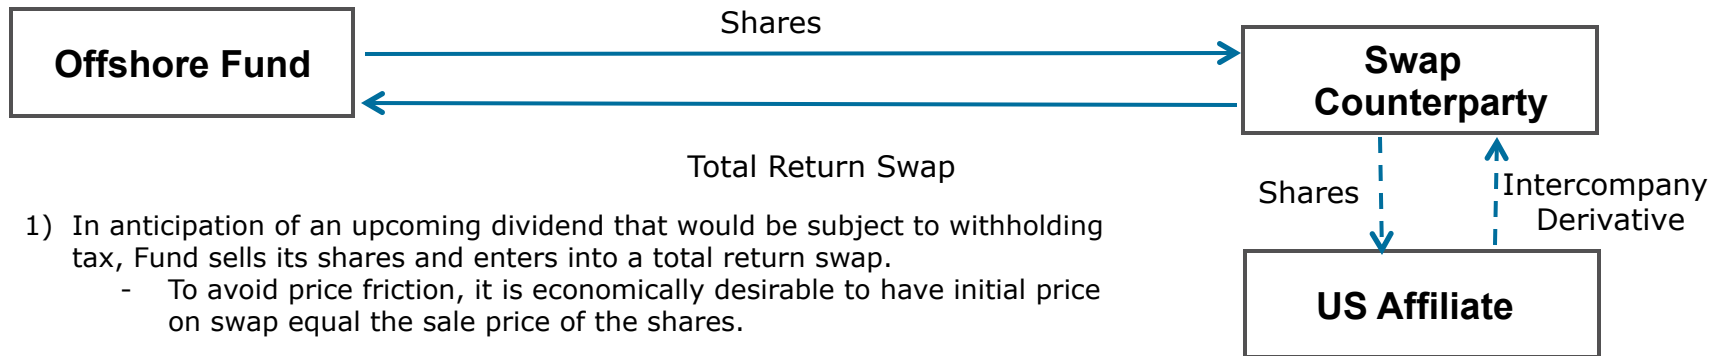 Shares
Offshore Fund
Swap
Counterparty
Total Return Swap
Shares
Intercompany
Derivative
1) In anticipation of an upcoming dividend that would be subject to withholding
tax, Fund sells its shares and enters into a total return swap.
- To avoid price friction, it is economically desirable to have initial price
on swap equal the sale price of the shares.
US Affiliate